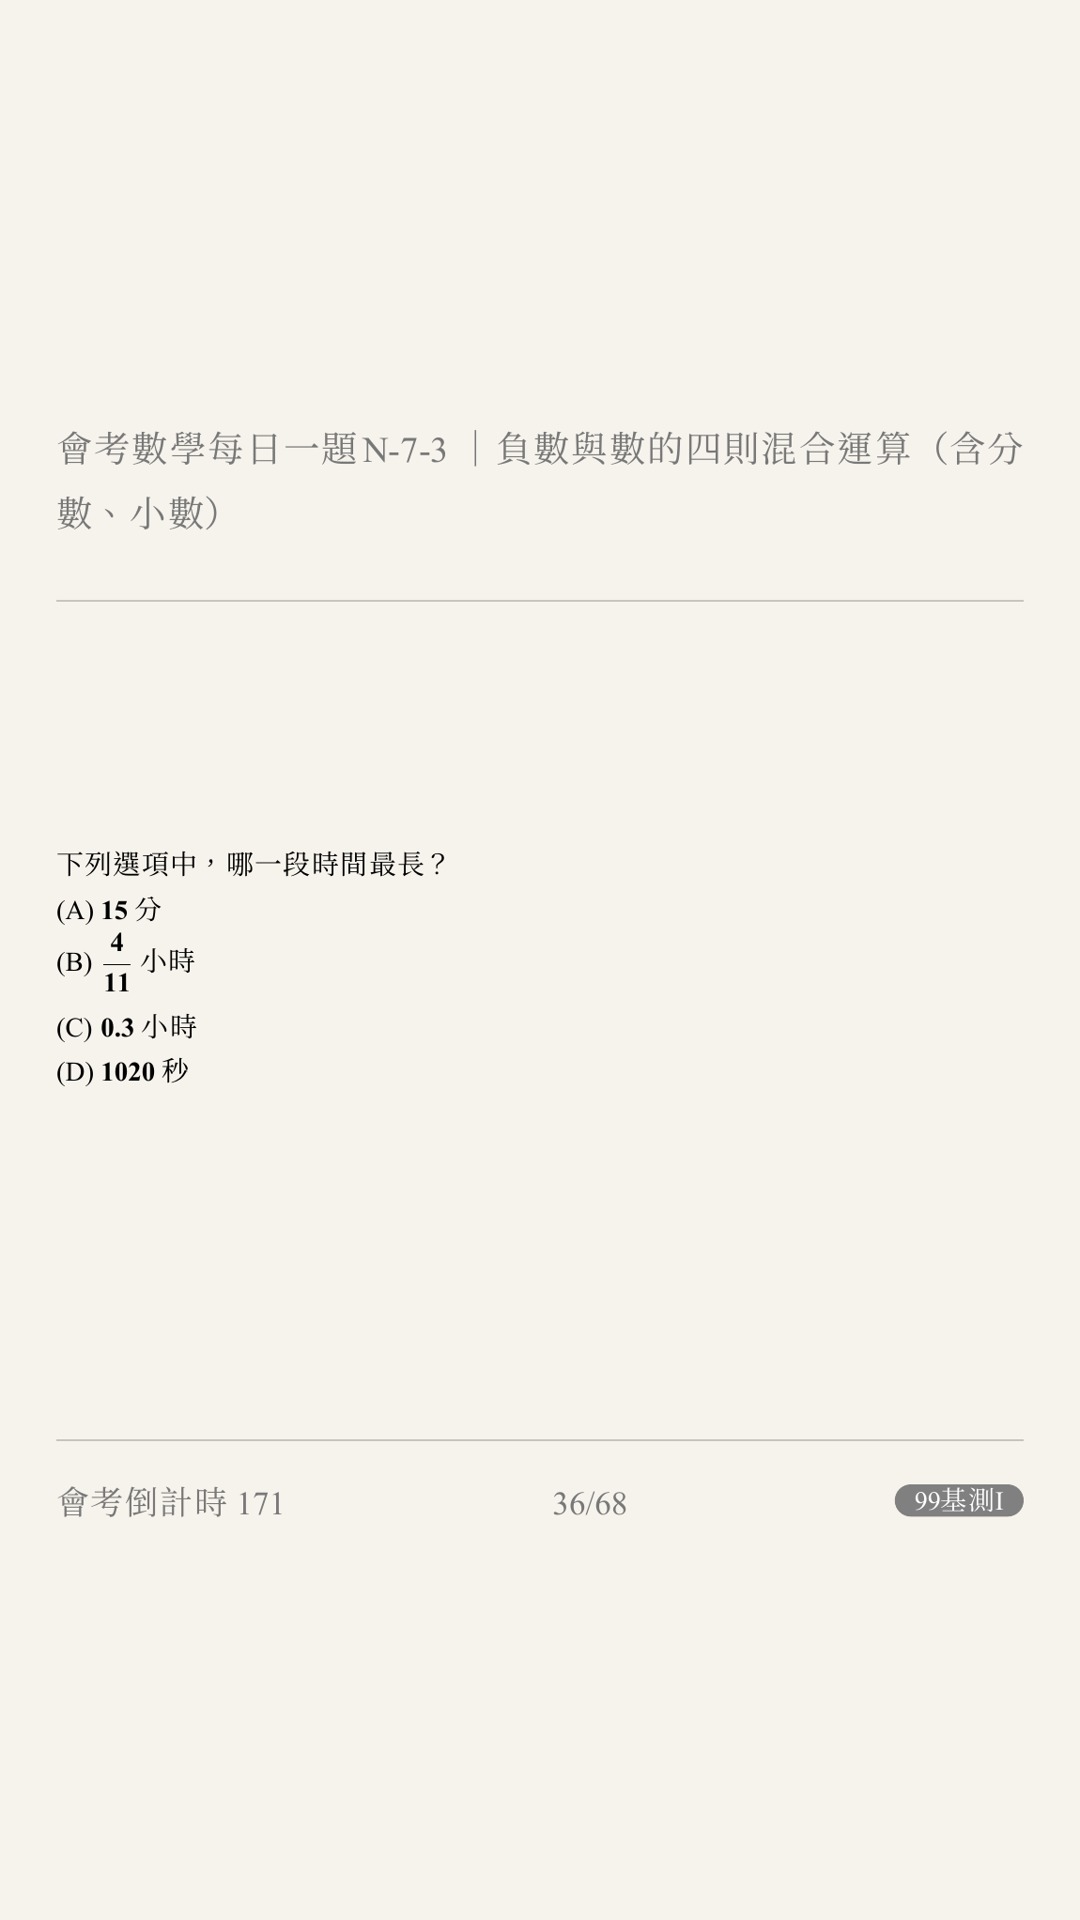 會考數學每日一題N-7-3｜負數與數的四則混合運算（含分
數、小數）
下列選項中，哪一段時間最長？
(A) 15 分
(B) 4/11 小時
(C) 0.3 小時
(D) 1020 秒
會考倒計時 171
36/68
99基測I